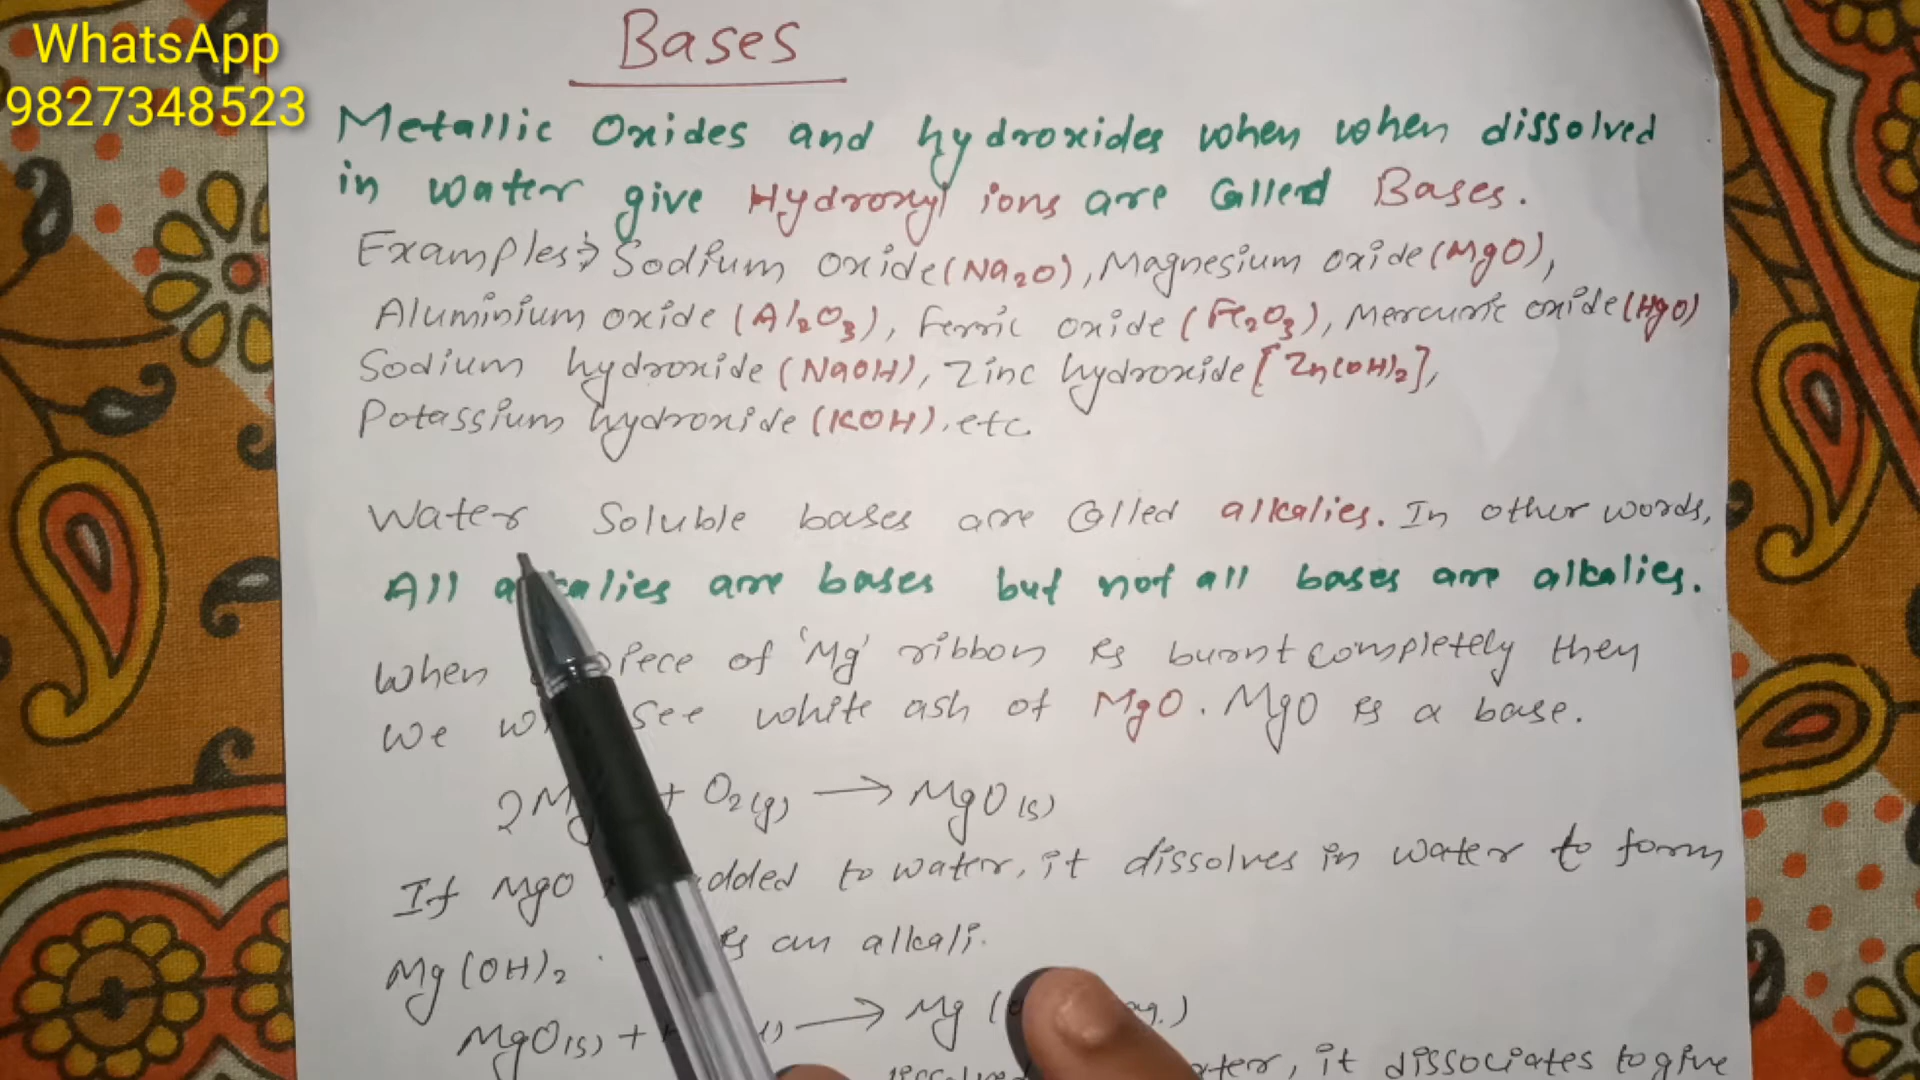 WhatsApp
9827348523
Bases
Metallic Oxides and hydroxides when when dissolved
in water give Hydroxyl ions are Called Bases.
Examples⇒ Sodium oxide (Na₂O), Magnesium oxide (MgO),
Aluminium oxide (Al₂O₃), Ferric oxide (Fe₂O₃), Mercuric oxide (HgO)
Sodium hydroxide (NaOH), Zinc hydroxide [Zn(OH)₂],
Potassium hydroxide (KOH), etc.
Water Soluble bases are Called alkalies. In other words,
All alkalies are bases but not all bases are alkalies.
When piece of 'Mg' ribbon is burnt completely then
We see white ash of MgO. MgO is a base.
2Mg + O₂(g) → MgO(s)
If MgO added to water, it dissolves in water to form
Mg(OH)₂. is an alkali.
MgO(s) + → Mg
water, it dissociates to give